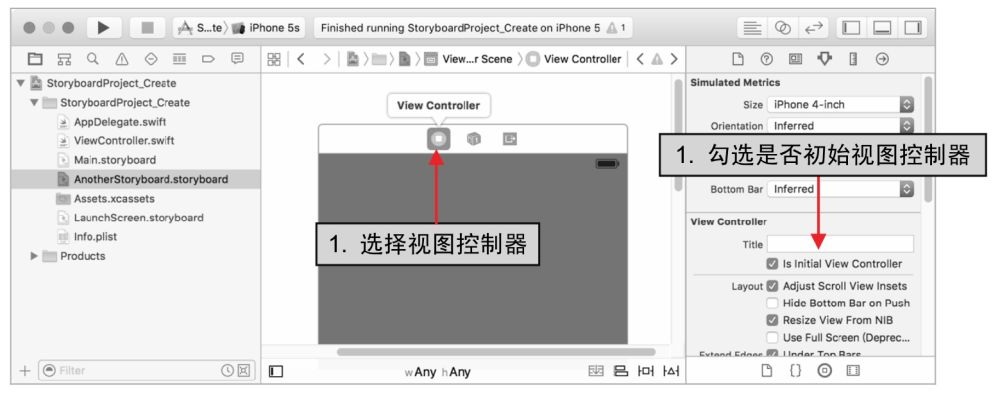 S...te
iPhone 5s
Finished running StoryboardProject_Create on iPhone 5
1
View...r Scene
View Controller
StoryboardProject_Create
StoryboardProject_Create
AppDelegate.swift
ViewController.swift
Main.storyboard
AnotherStoryboard.storyboard
Assets.xcassets
LaunchScreen.storyboard
Info.plist
Products
Filter
View Controller
1. 选择视图控制器
wAny hAny
Simulated Metrics
Size iPhone 4-inch
Orientation Inferred
1. 勾选是否初始视图控制器
Bottom Bar Inferred
View Controller
Title
Is Initial View Controller
Layout Adjust Scroll View Insets
Hide Bottom Bar on Push
Resize View From NIB
Use Full Screen (Deprec...
Extend Edges Under Top Bars